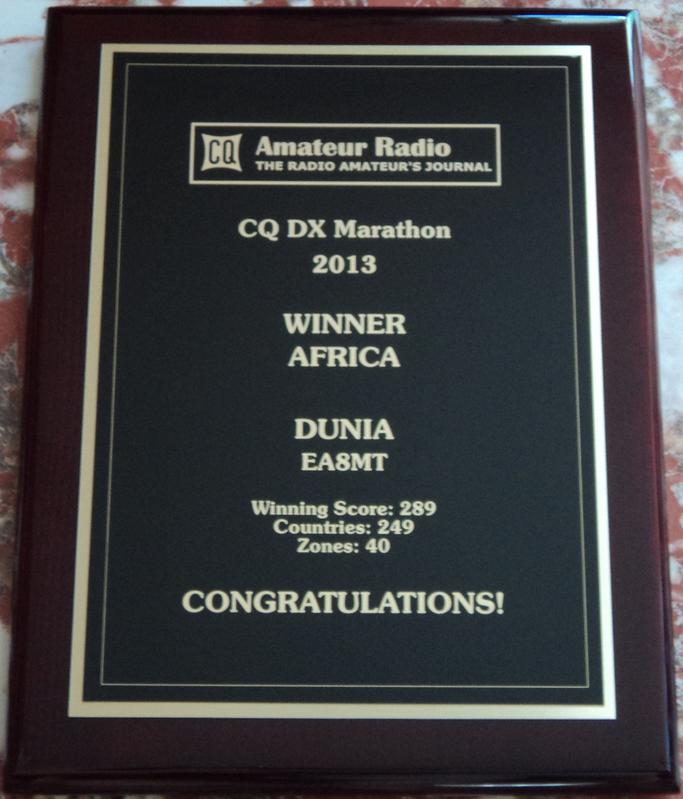 CQ Amateur Radio
THE RADIO AMATEUR'S JOURNAL
CQ DX Marathon
2013
WINNER
AFRICA
DUNIA
EA8MT
Winning Score: 289
Countries: 249
Zones: 40
CONGRATULATIONS!